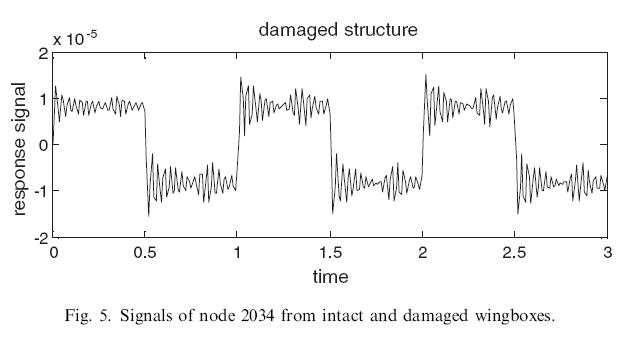 damaged structure
x 10-5
2
1
0
-1
-2
response signal
0 0.5 1 1.5 2 2.5 3
time
Fig. 5. Signals of node 2034 from intact and damaged wingboxes.